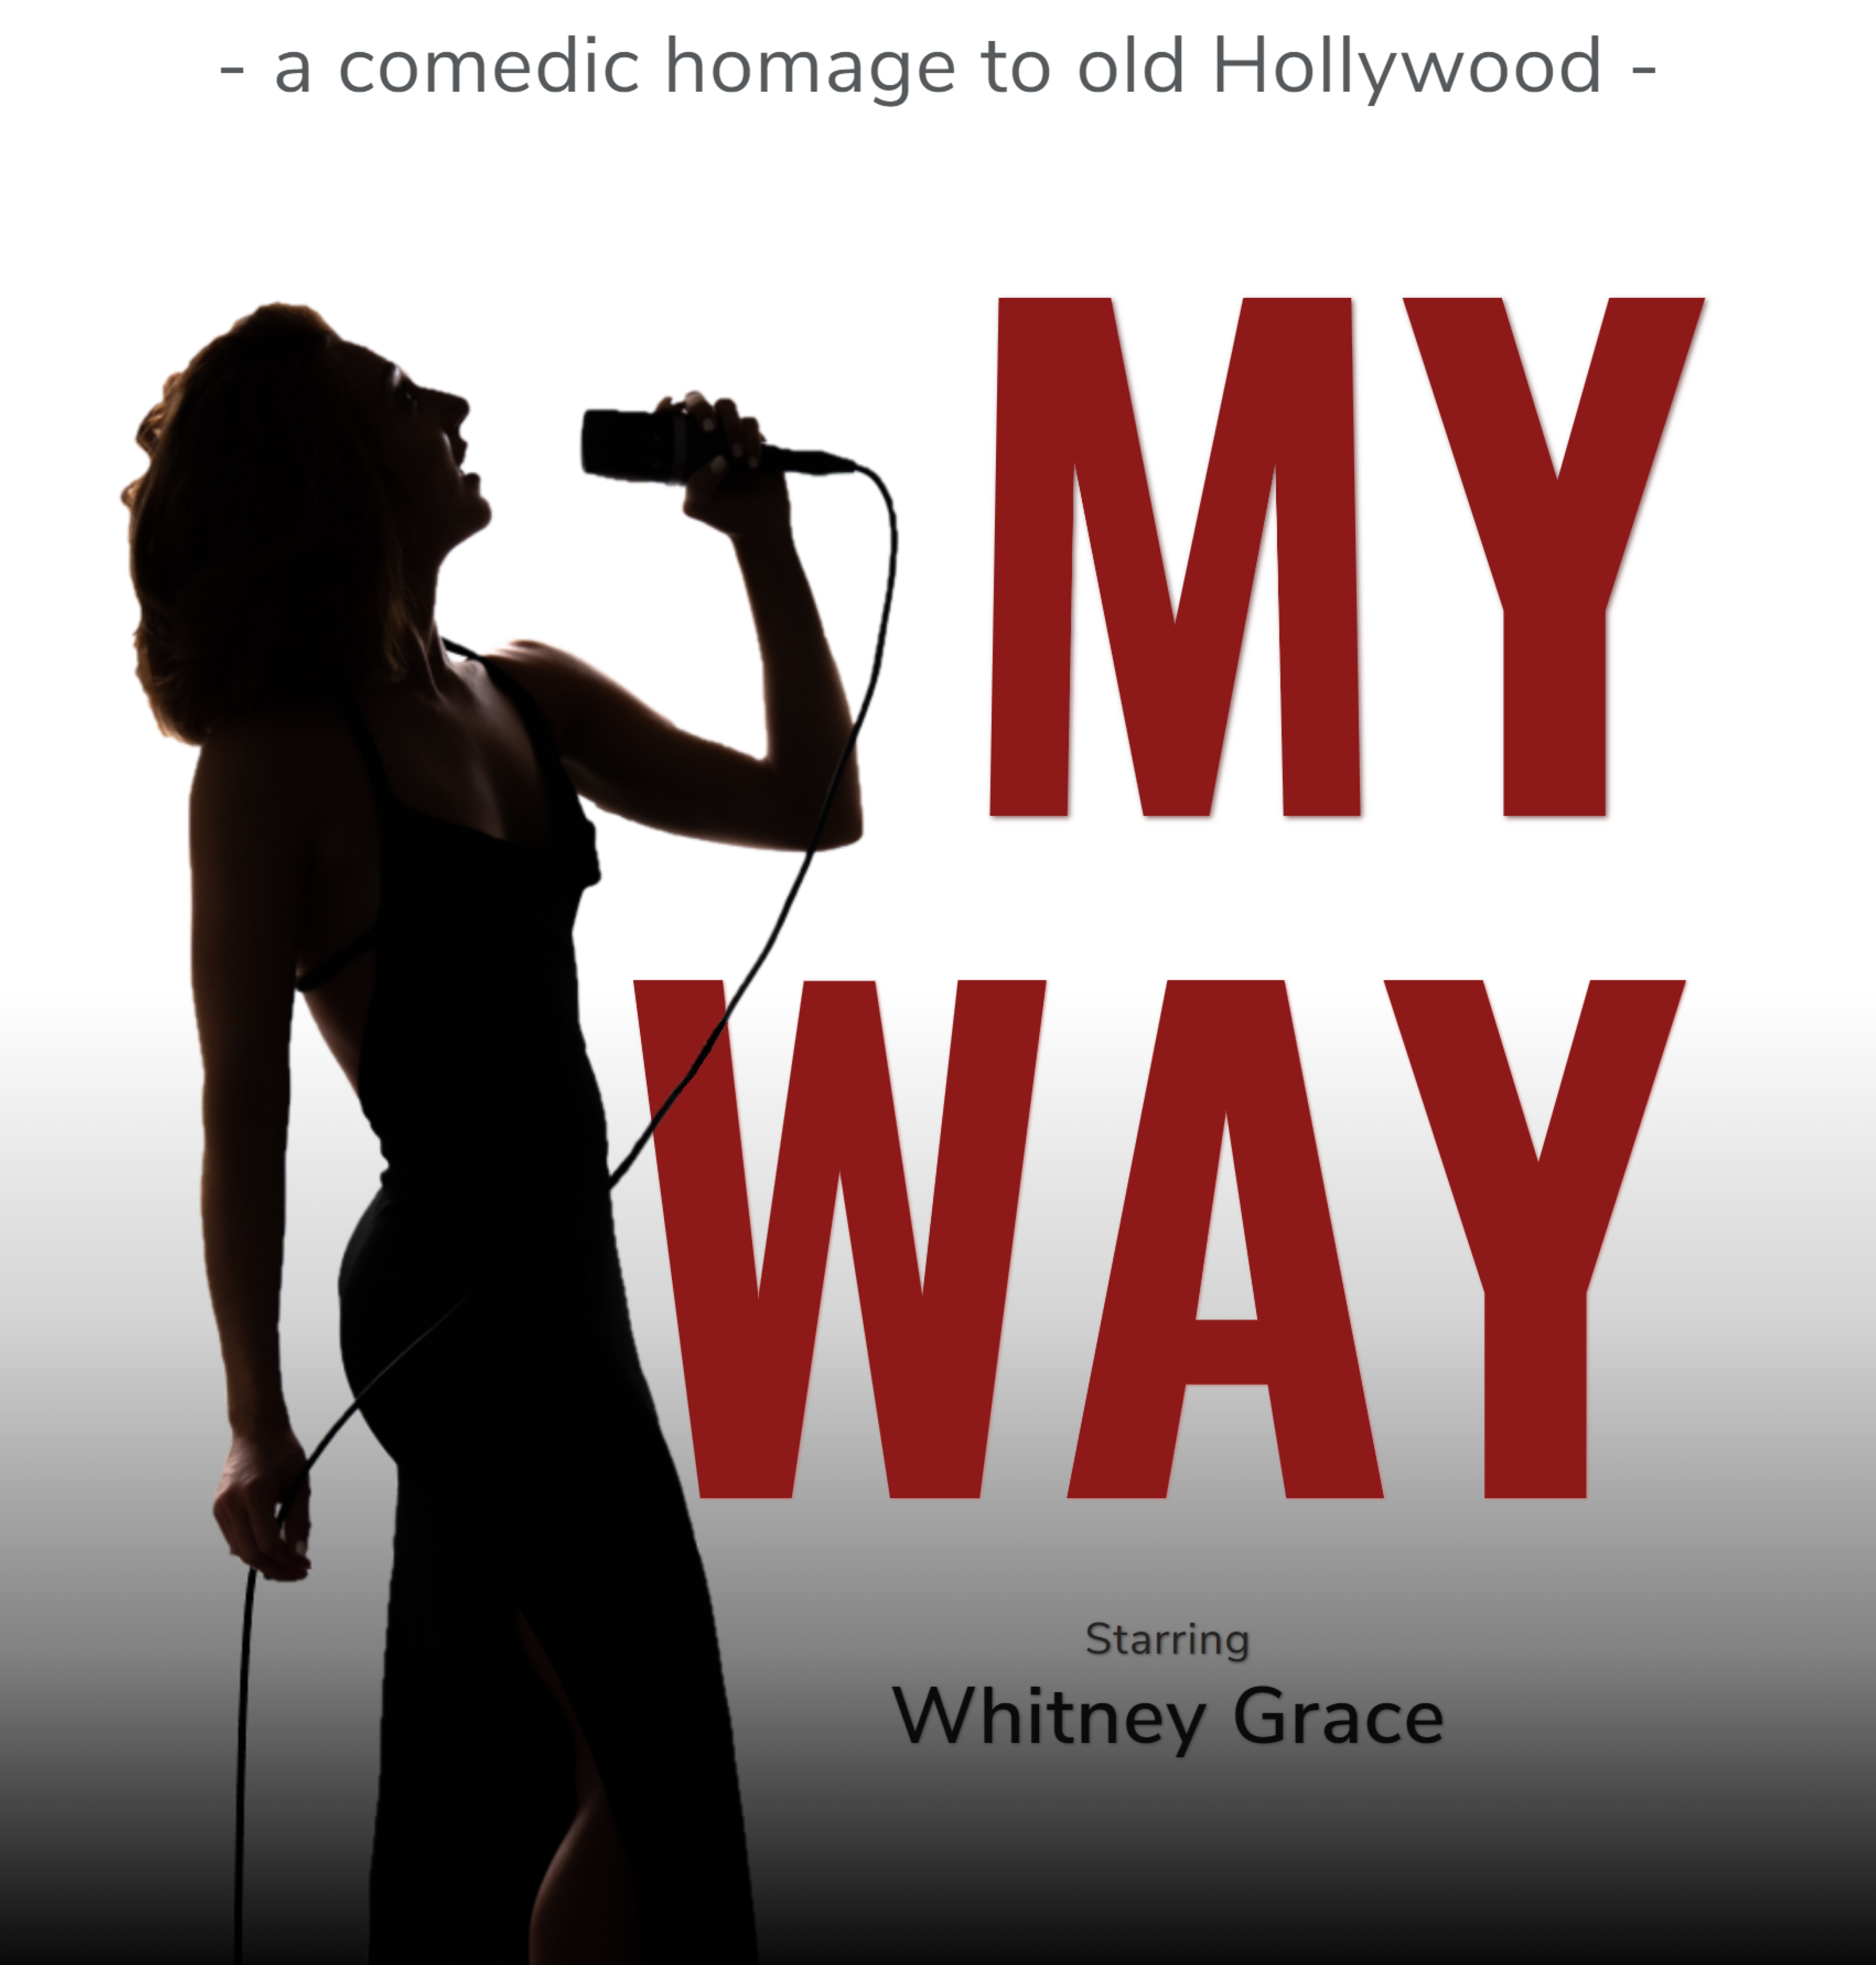 - a comedic homage to old Hollywood -
MY
WAY
Starring
Whitney Grace